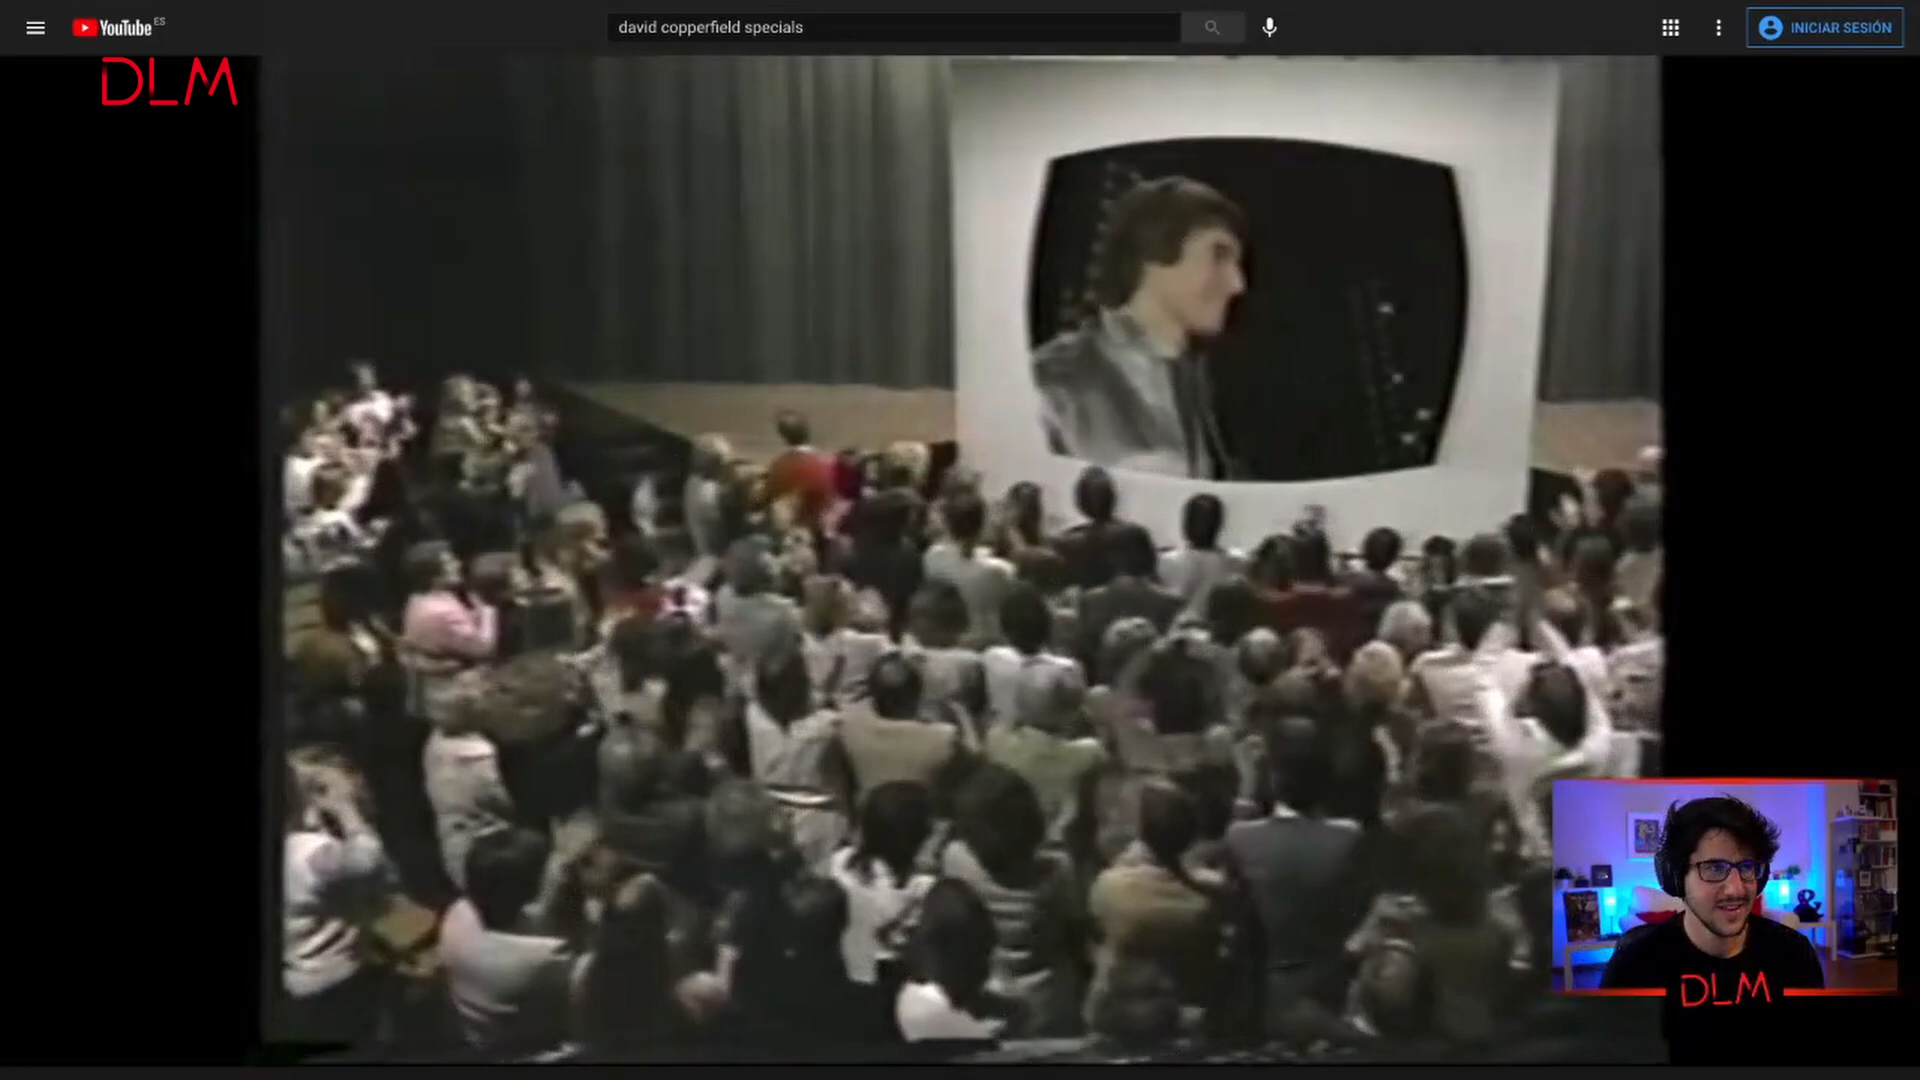 YouTube ES
david copperfield specials
INICIAR SESIÓN
DLM
DLM